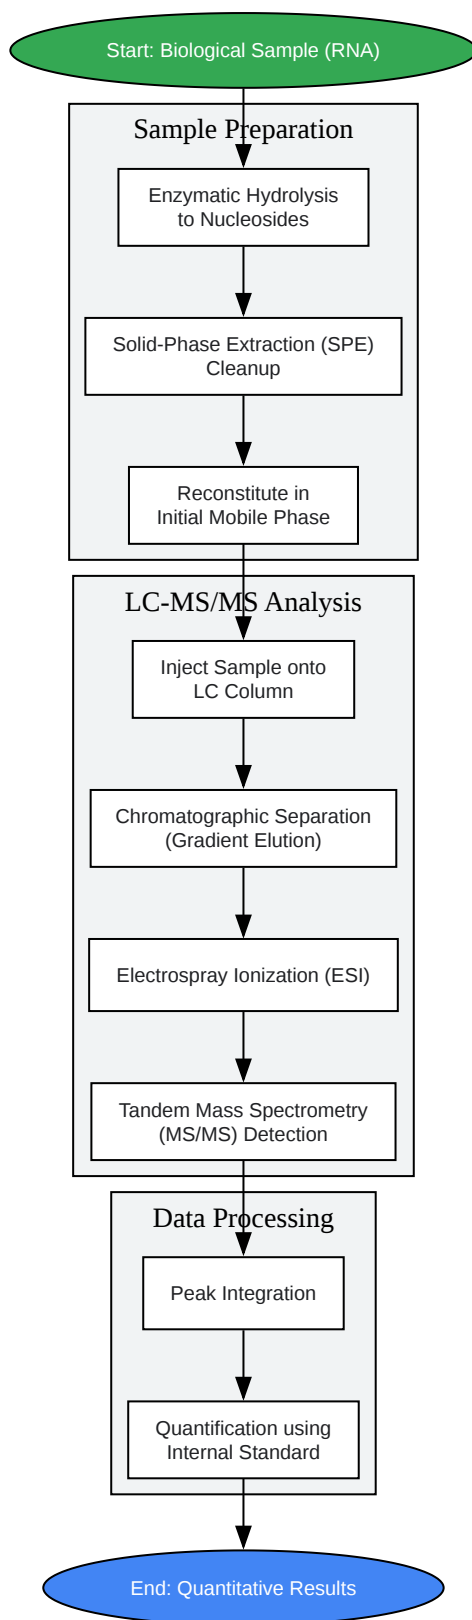 Start: Biological Sample (RNA)
Sample Preparation
Enzymatic Hydrolysis
to Nucleosides
Solid-Phase Extraction (SPE)
Cleanup
Reconstitute in
Initial Mobile Phase
LC-MS/MS Analysis
Inject Sample onto
LC Column
Chromatographic Separation
(Gradient Elution)
Electrospray Ionization (ESI)
Tandem Mass Spectrometry
(MS/MS) Detection
Data Processing
Peak Integration
Quantification using
Internal Standard
End: Quantitative Results